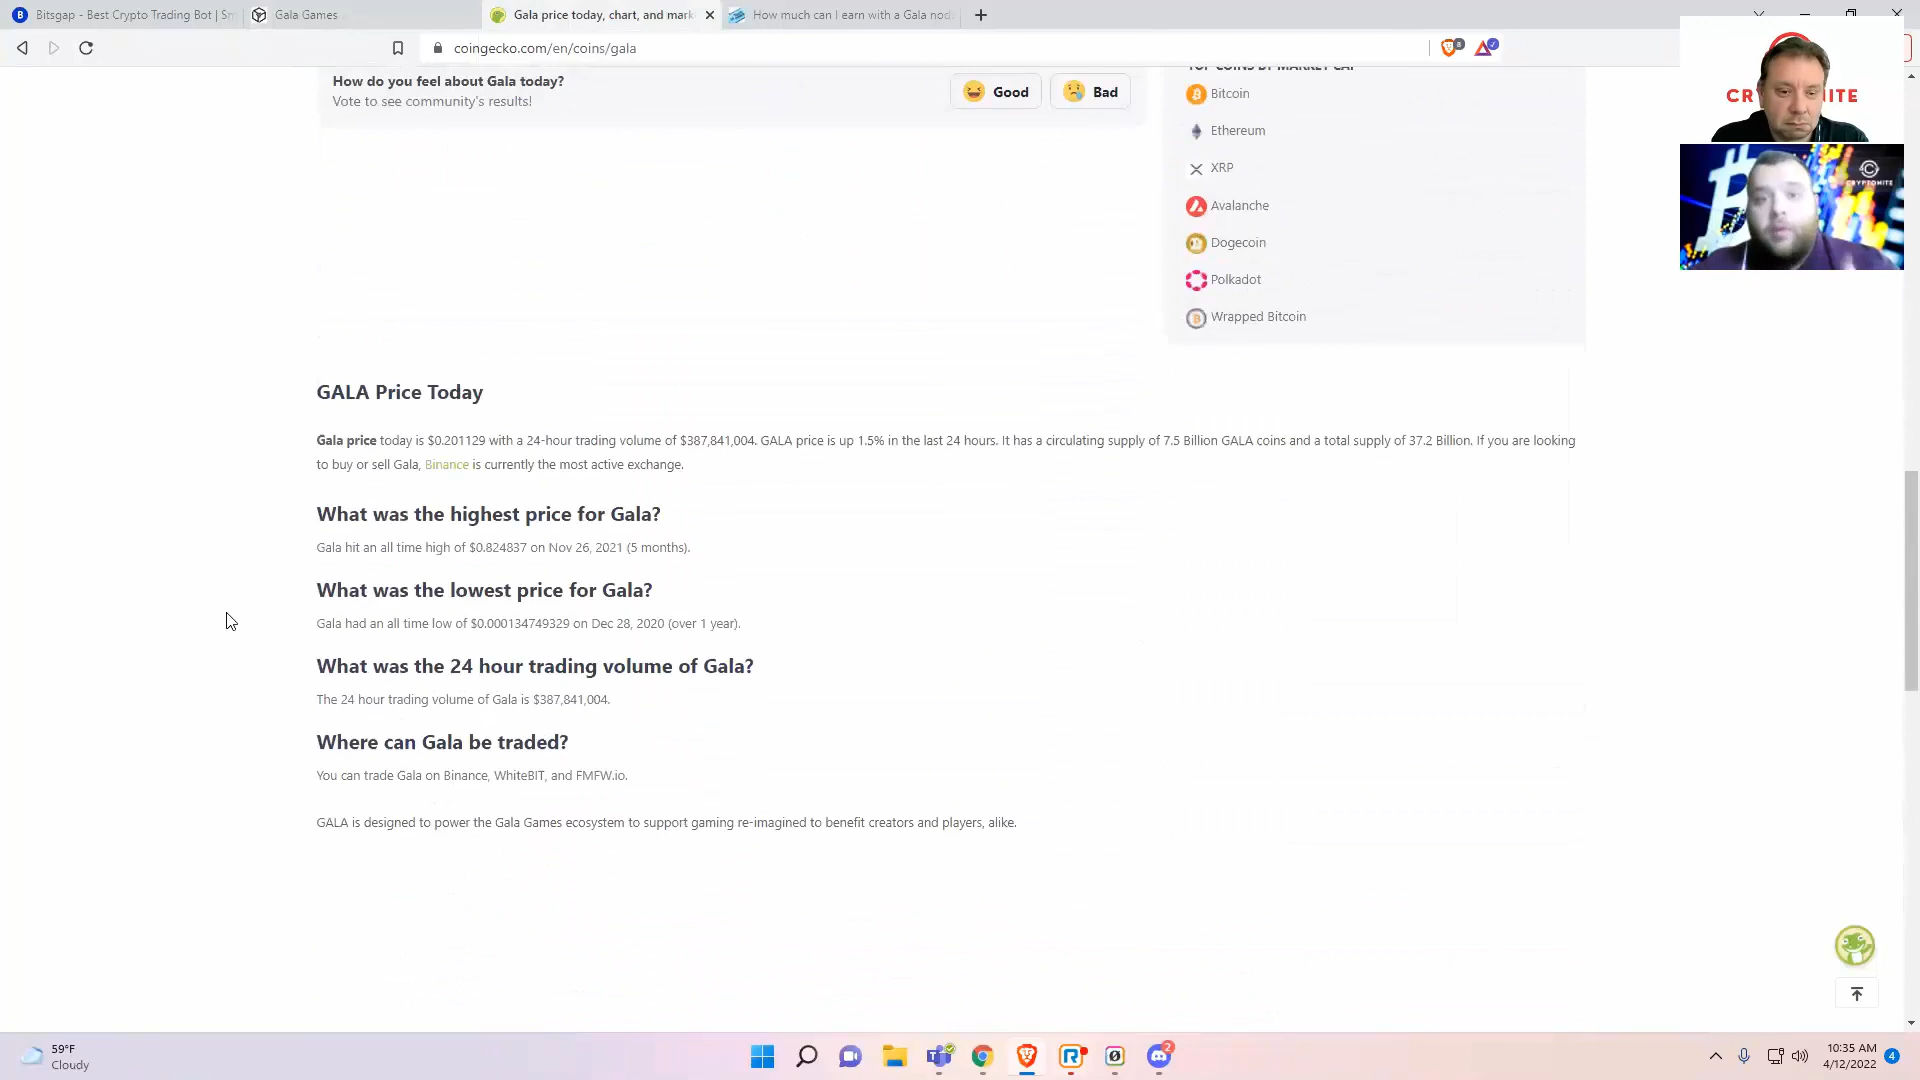 Bitsgap - Best Crypto Trading Bot | Sm
Gala Games
Gala price today, chart, and mark
How much can I earn with a Gala nod
coingecko.com/en/coins/gala
How do you feel about Gala today?
Vote to see community's results!
Good
Bad
TOP COINS BY MARKET CAP
Bitcoin
Ethereum
XRP
Avalanche
Dogecoin
Polkadot
Wrapped Bitcoin
CRYPTOMITE
GALA Price Today
Gala price today is $0.201129 with a 24-hour trading volume of $387,841,004. GALA price is up 1.5% in the last 24 hours. It has a circulating supply of 7.5 Billion GALA coins and a total supply of 37.2 Billion. If you are looking
to buy or sell Gala, Binance is currently the most active exchange.
What was the highest price for Gala?
Gala hit an all time high of $0.824837 on Nov 26, 2021 (5 months).
What was the lowest price for Gala?
Gala had an all time low of $0.000134749329 on Dec 28, 2020 (over 1 year).
What was the 24 hour trading volume of Gala?
The 24 hour trading volume of Gala is $387,841,004.
Where can Gala be traded?
You can trade Gala on Binance, WhiteBIT, and FMFW.io.
GALA is designed to power the Gala Games ecosystem to support gaming re-imagined to benefit creators and players, alike.
59°F
Cloudy
2
10:35 AM
4/12/2022
4